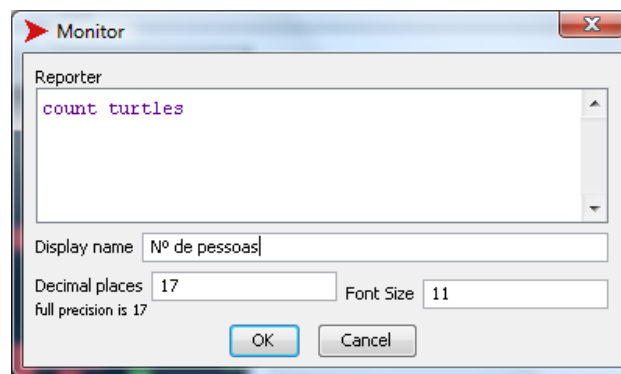 Monitor
Reporter
count turtles
Display name Nº de pessoas
Decimal places 17 Font Size 11
full precision is 17
OK Cancel